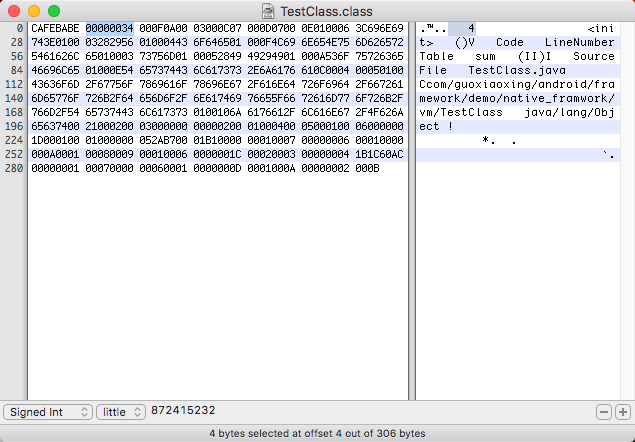 TestClass.class
0 CAFEBABE 00000034 000F0A00 03000C07 000D0700 0E010006 3C696E69 .™.. 4 <ini
28 743E0100 03282956 01000443 6F646501 000F4C69 6E654E75 6D626572 t> ()V Code LineNumber
56 5461626C 65010003 73756D01 00052849 49294901 000A536F 75726365 Table sum (II)I Source
84 46696C65 01000E54 65737443 6C617373 2E6A6176 610C0004 00050100 File TestClass.java
112 43636F6D 2F67756F 7869616F 78696E67 2F616E64 726F6964 2F667261 Ccom/guoxiaoxing/android/fra
140 6D65776F 726B2F64 656D6F2F 6E617469 76655F66 72616D77 6F726B2F mework/demo/native_framwork/
168 766D2F54 65737443 6C617373 0100106A 6176612F 6C616E67 2F4F626A vm/TestClass java/lang/Obj
196 65637400 21000200 03000000 00000200 01000400 05000100 06000000 ect !
224 1D000100 01000000 052AB700 01B10000 00010007 00000006 00010000 *. .
252 000A0001 00080009 00010006 0000001C 00020003 00000004 1B1C60AC `.
280 00000001 00070000 00060001 0000000D 0001000A 00000002 000B
Signed Int little 872415232
4 bytes selected at offset 4 out of 306 bytes